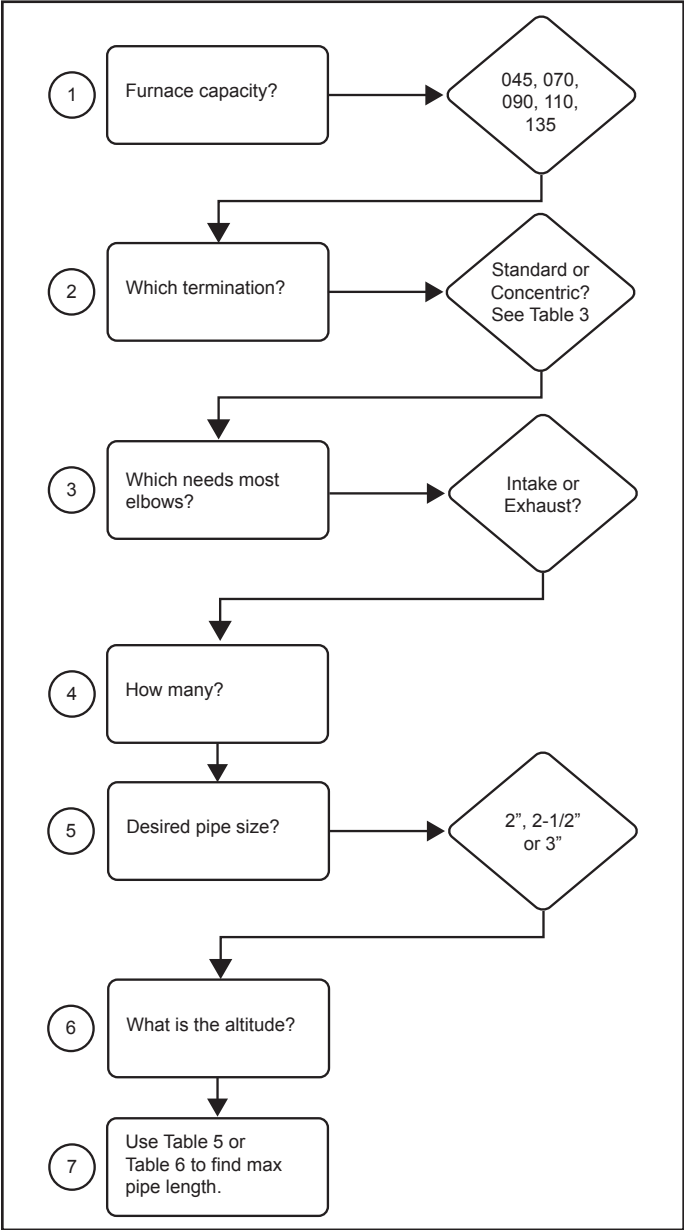 1
Furnace capacity?
045, 070,
090, 110,
135
2
Which termination?
Standard or
Concentric?
See Table 3
3
Which needs most
elbows?
Intake or
Exhaust?
4
How many?
5
Desired pipe size?
2”, 2-1/2”
or 3”
6
What is the altitude?
7
Use Table 5 or
Table 6 to find max
pipe length.